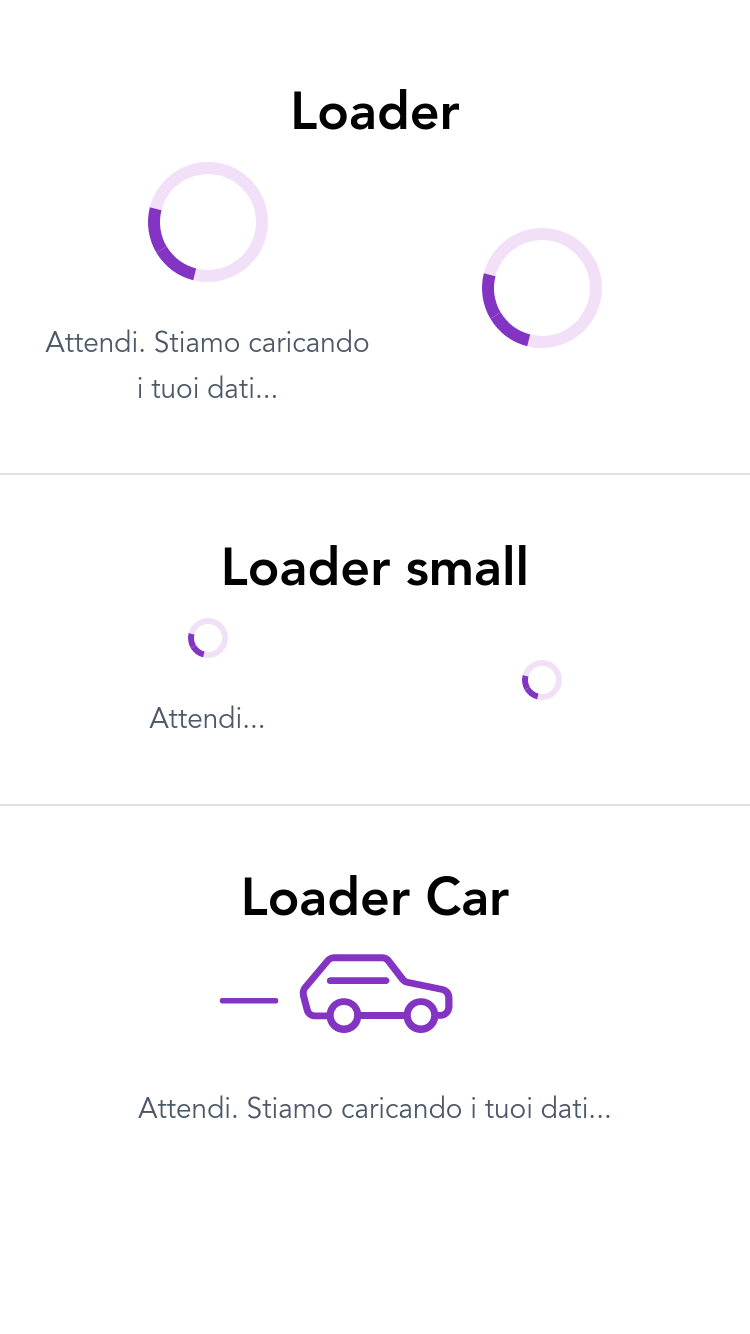 Loader
Attendi. Stiamo caricando
i tuoi dati...
Loader small
Attendi...
Loader Car
Attendi. Stiamo caricando i tuoi dati...